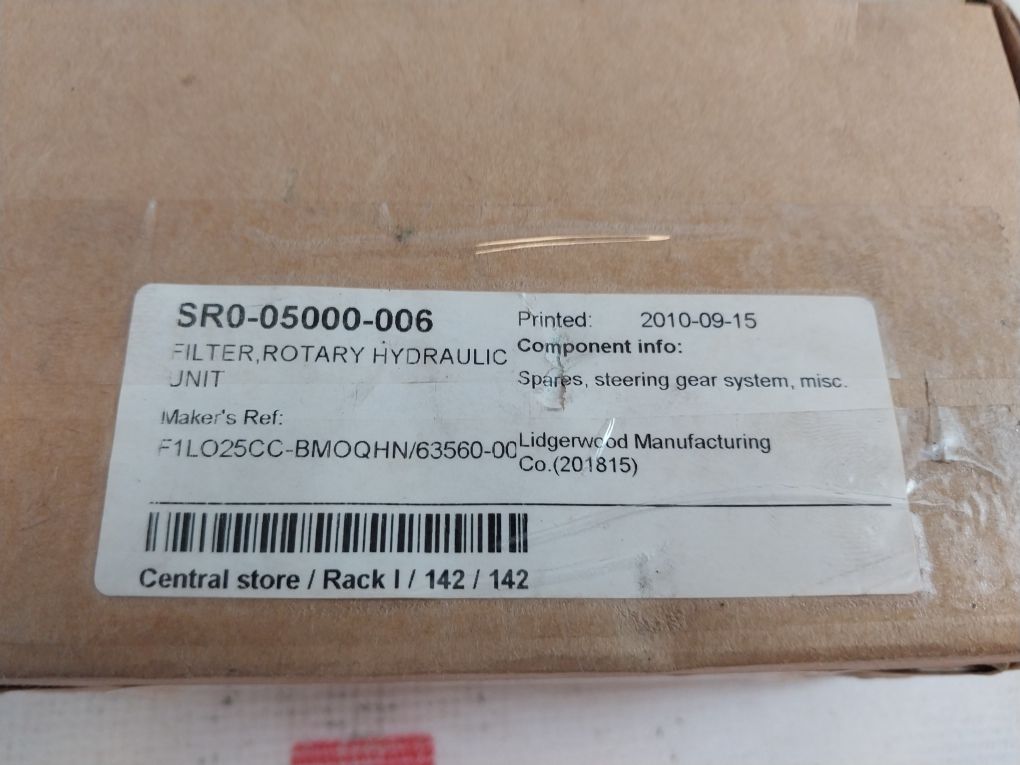 SR0-05000-006
FILTER,ROTARY HYDRAULIC
UNIT
Maker's Ref:
F1LO25CC-BMOQHN/63560-00
Printed: 2010-09-15
Component info:
Spares, steering gear system, misc.
Lidgerwood Manufacturing
Co.(201815)
Central store / Rack I / 142 / 142